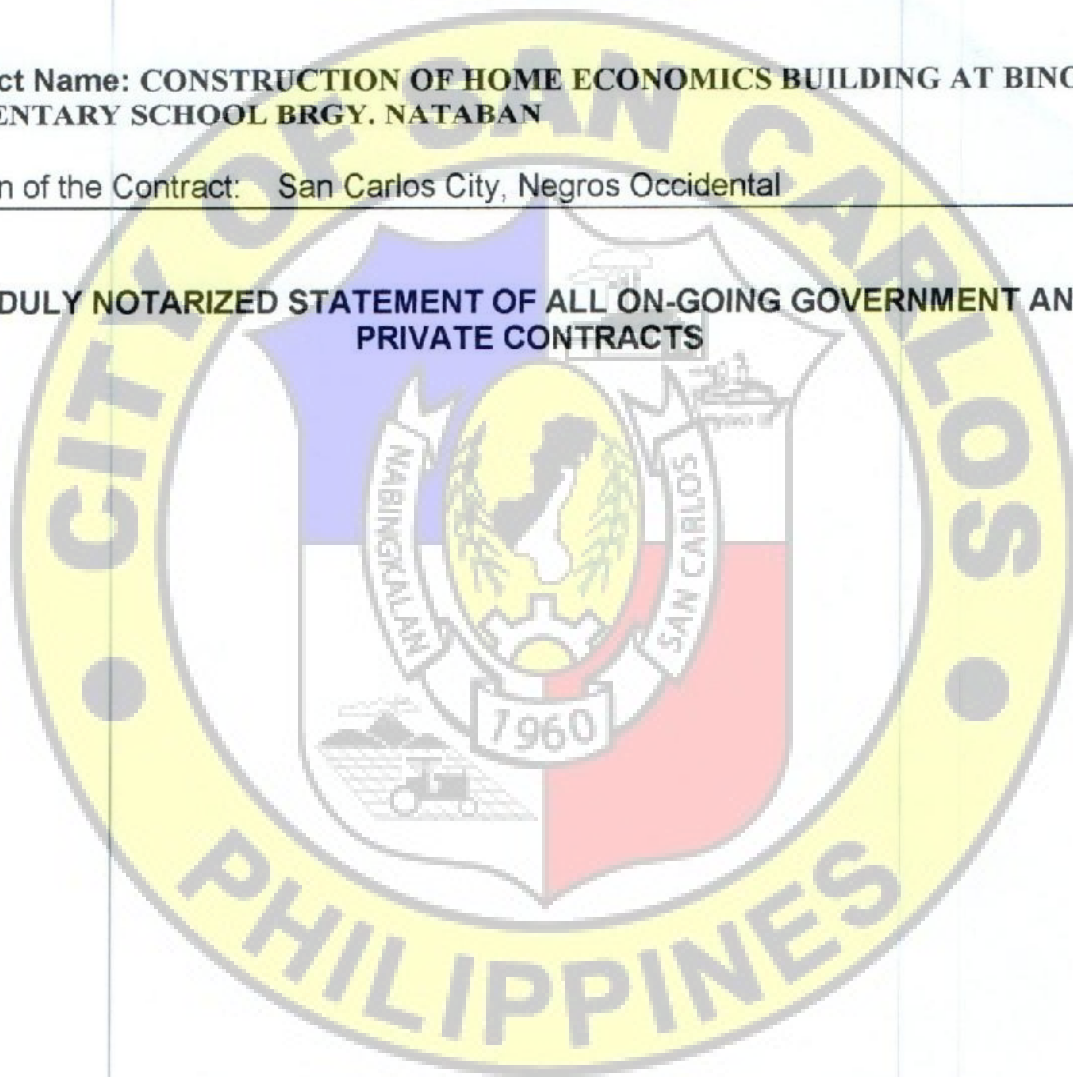 ct Name: CONSTRUCTION OF HOME ECONOMICS BUILDING AT BINO
ENTARY SCHOOL BRGY. NATABAN
n of the Contract: San Carlos City, Negros Occidental
DULY NOTARIZED STATEMENT OF ALL ON-GOING GOVERNMENT AN
PRIVATE CONTRACTS
CITY OF SAN CARLOS
NABINGKALAN
SAN CARLOS
1960
PHILIPPINES